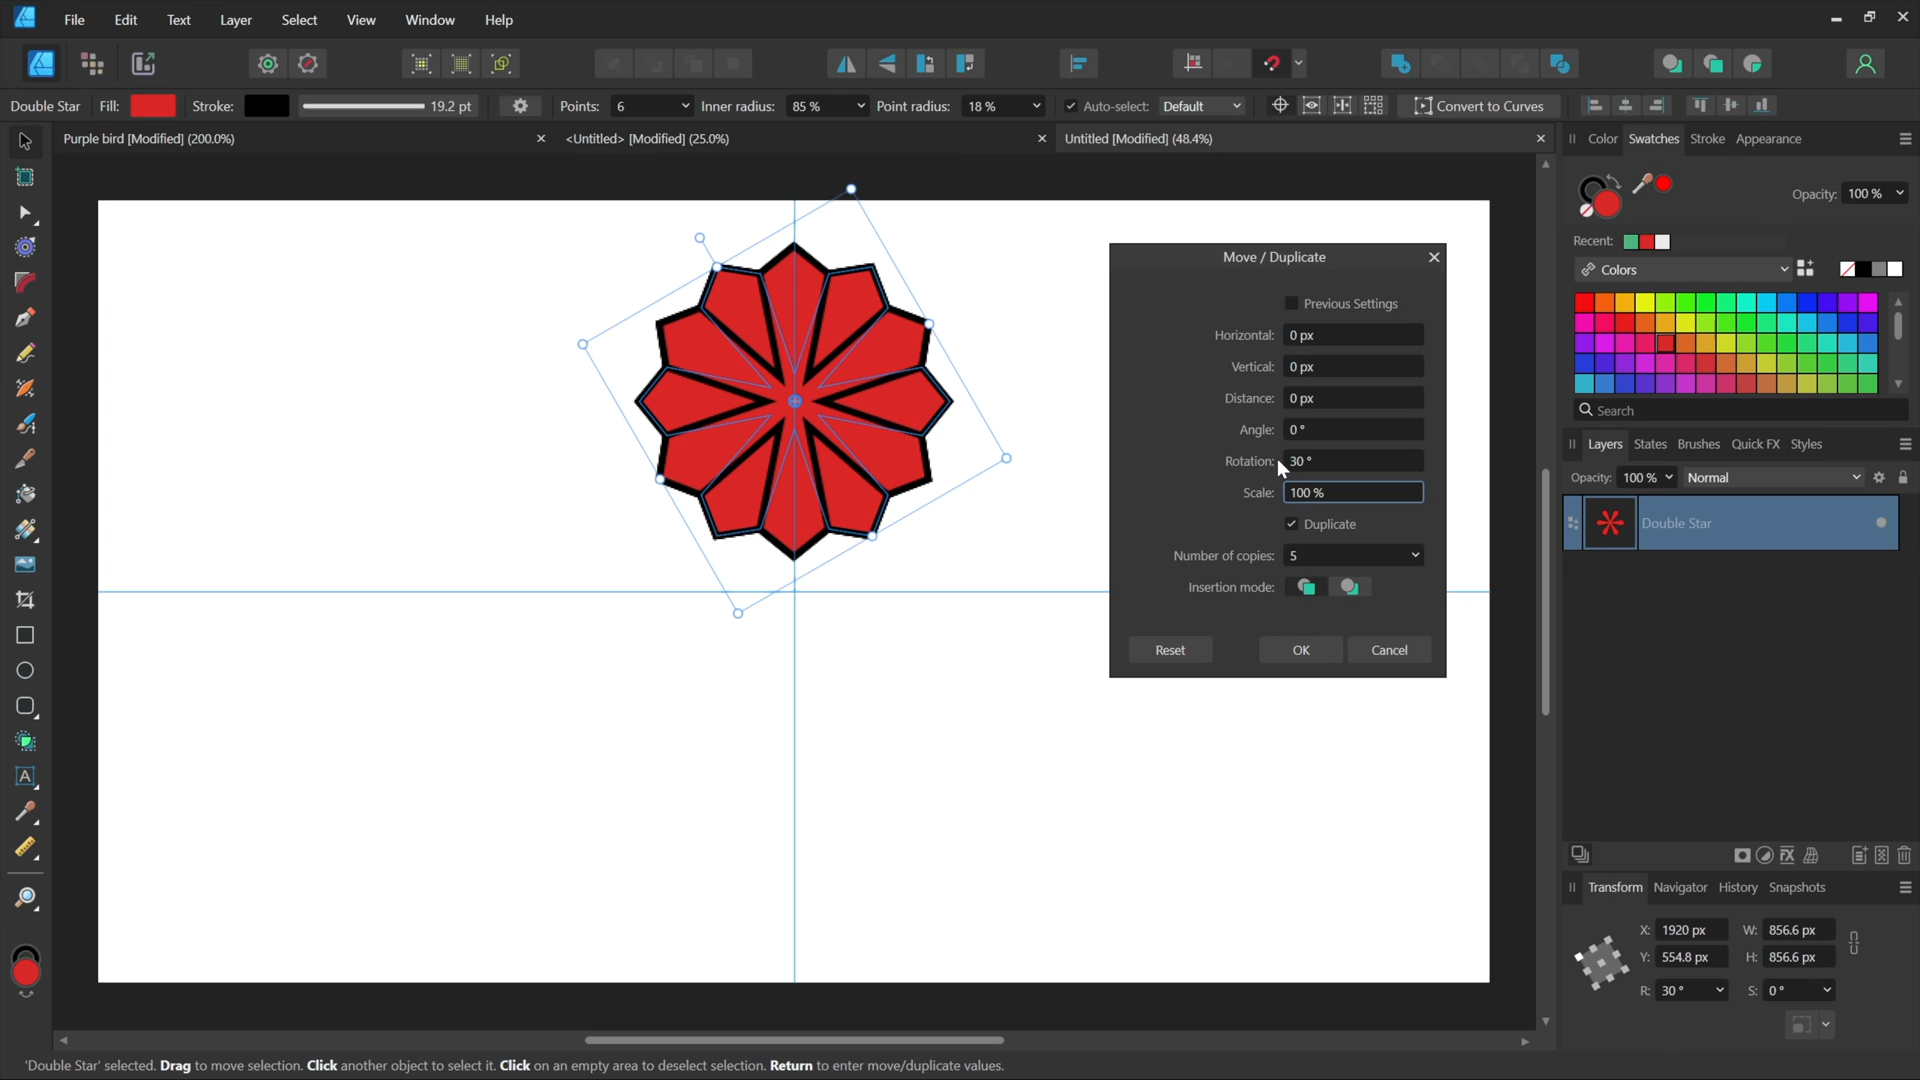 File Edit Text Layer Select View Window Help
Double Star Fill: Stroke: 19.2 pt Points: 6 Inner radius: 85 % Point radius: 18 % Auto-select: Default Convert to Curves
Purple bird [Modified] (200.0%) <Untitled> [Modified] (25.0%) Untitled [Modified] (48.4%)
Color Swatches Stroke Appearance
Opacity: 100 %
Recent:
Colors
Search
Move / Duplicate
Previous Settings
Horizontal: 0 px
Vertical: 0 px
Distance: 0 px
Angle: 0 °
Rotation: 30 °
Scale: 100 %
Duplicate
Number of copies: 5
Insertion mode:
Reset OK Cancel
Layers States Brushes Quick FX Styles
Opacity: 100 % Normal
Double Star
Transform Navigator History Snapshots
X: 1920 px W: 856.6 px
Y: 554.8 px H: 856.6 px
R: 30 ° S: 0 °
'Double Star' selected. Drag to move selection. Click another object to select it. Click on an empty area to deselect selection. Return to enter move/duplicate values.